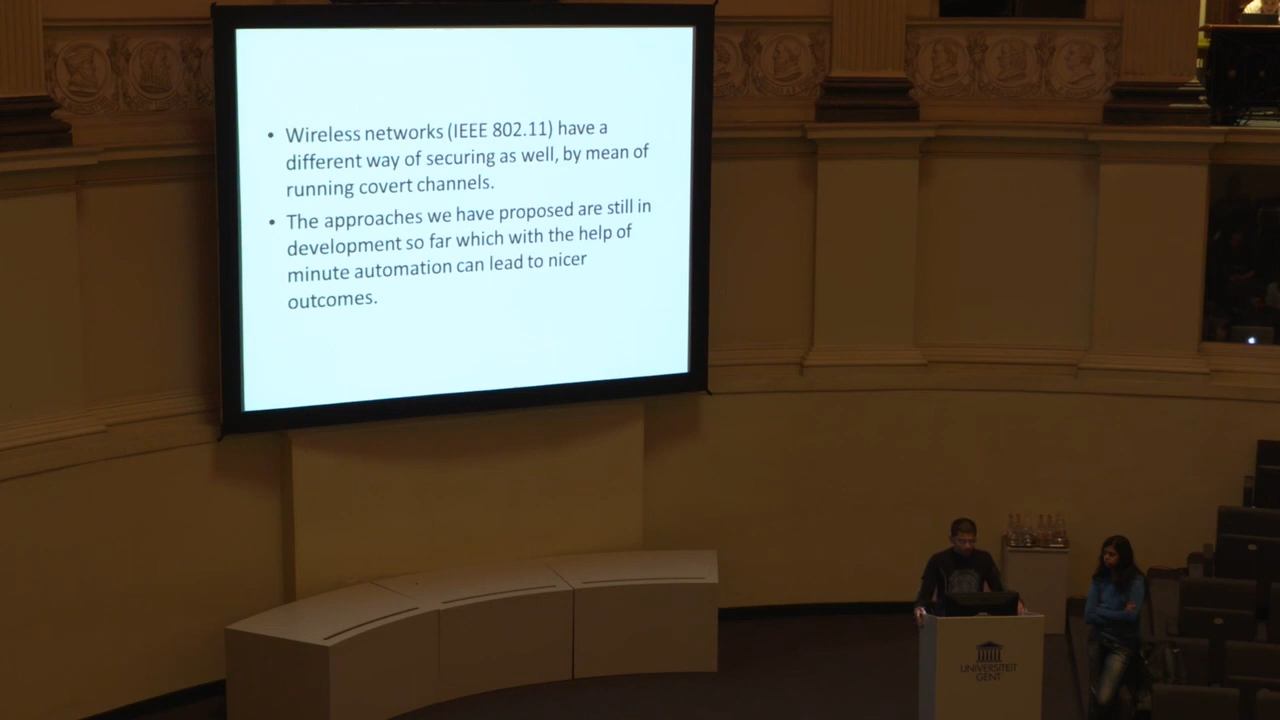 • Wireless networks (IEEE 802.11) have a
different way of securing as well, by mean of
running covert channels.
• The approaches we have proposed are still in
development so far which with the help of
minute automation can lead to nicer
outcomes.
UNIVERSITEIT
GENT